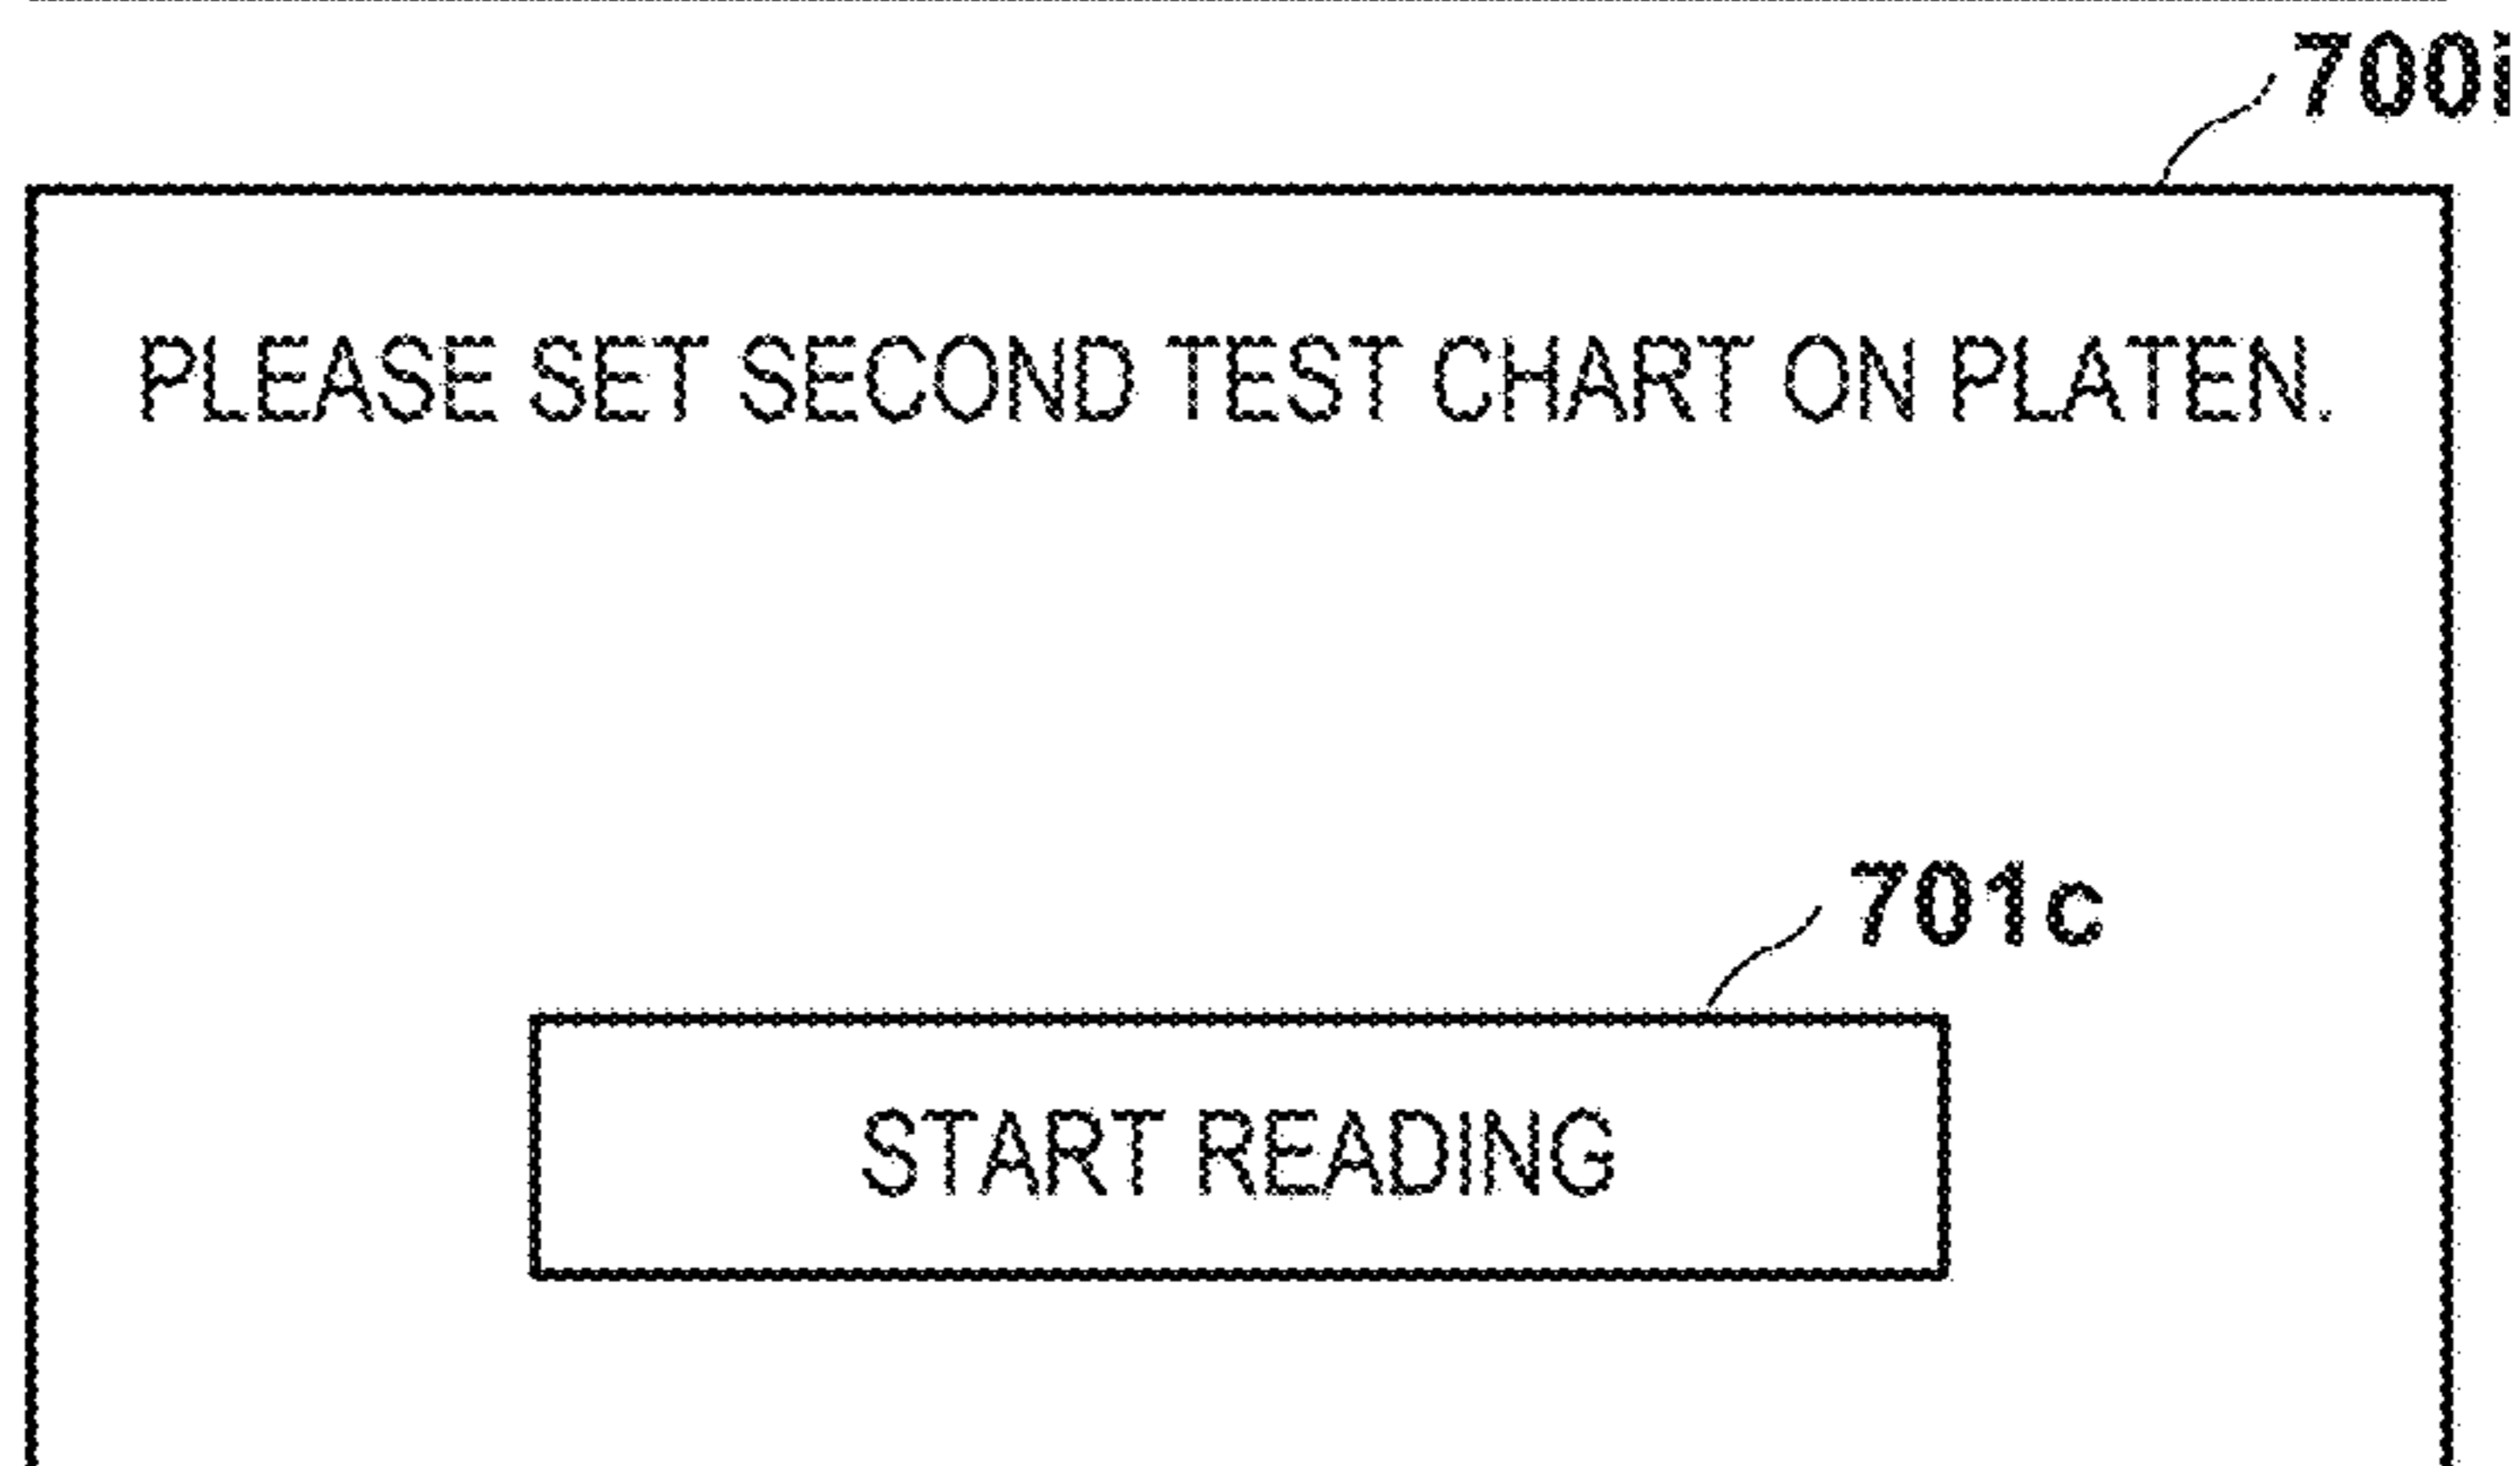 700i
PLEASE SET SECOND TEST CHART ON PLATEN.
701c
START READING